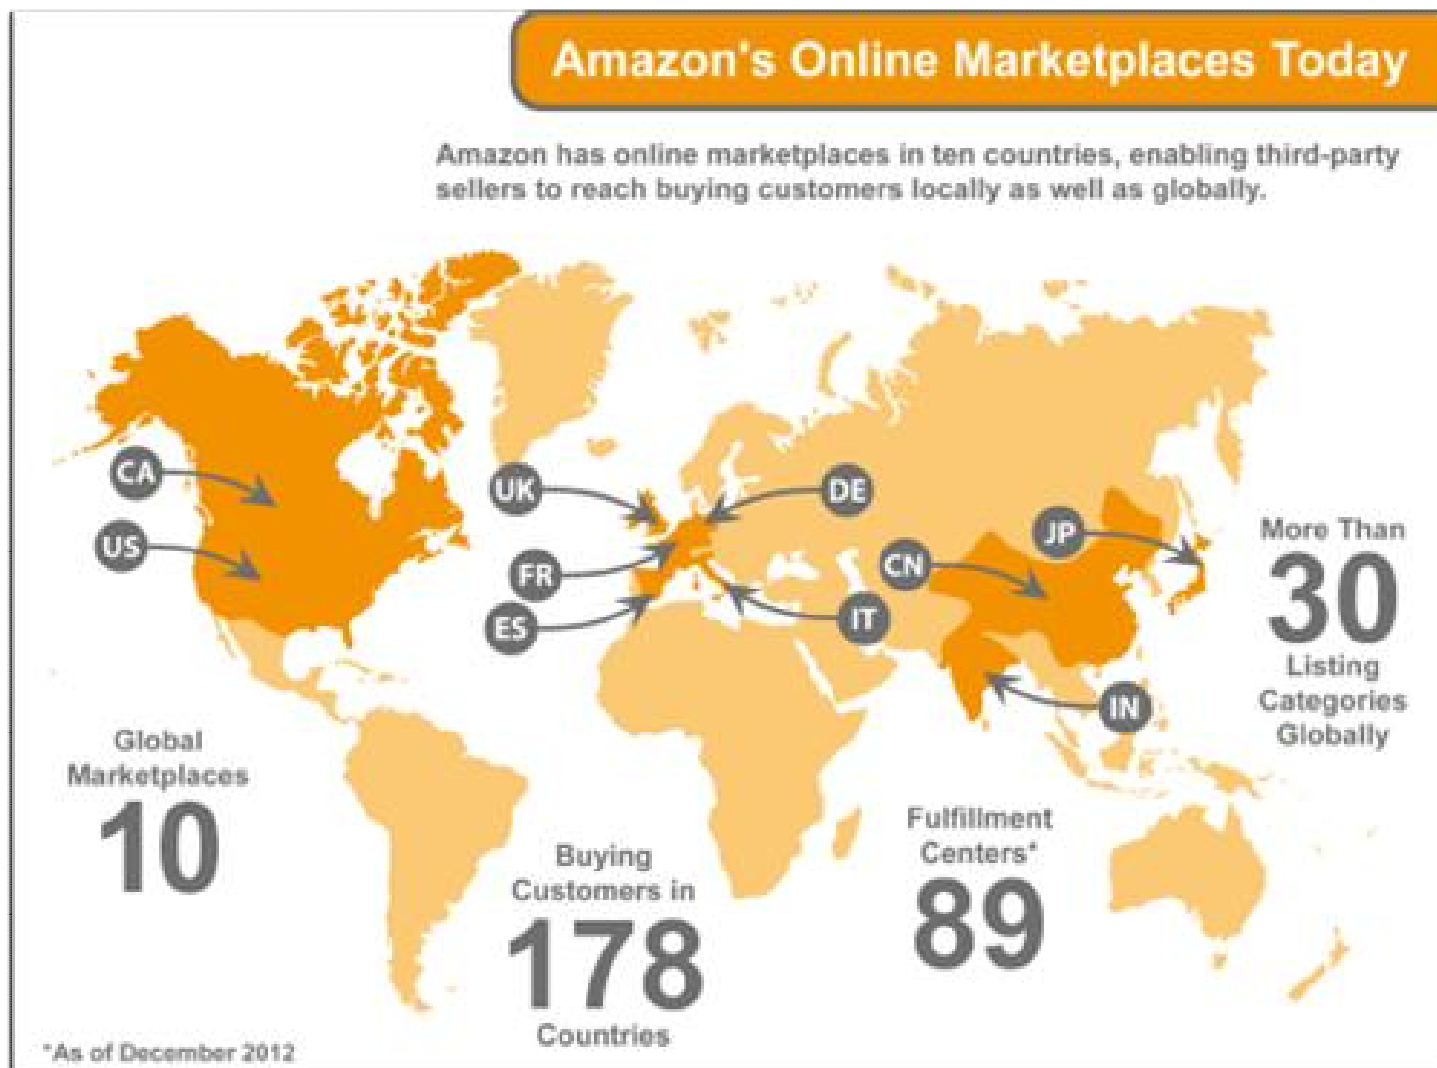 Amazon's Online Marketplaces Today
Amazon has online marketplaces in ten countries, enabling third-party
sellers to reach buying customers locally as well as globally.
CA
US
UK
FR
ES
DE
IT
CN
JP
IN
More Than
30
Listing
Categories
Globally
Global
Marketplaces
10
Buying
Customers in
178
Countries
Fulfillment
Centers*
89
*As of December 2012